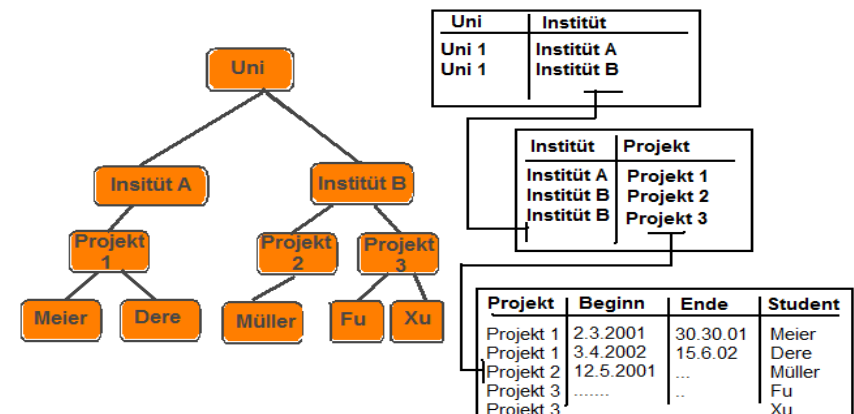 Uni
Insitüt A
Institüt B
Projekt 1
Projekt 2
Projekt 3
Meier
Dere
Müller
Fu
Xu
Uni Institüt
Uni 1 Institüt A
Uni 1 Institüt B
Institüt Projekt
Institüt A Projekt 1
Institüt B Projekt 2
Institüt B Projekt 3
Projekt Beginn Ende Student
Projekt 1 2.3.2001 30.30.01 Meier
Projekt 1 3.4.2002 15.6.02 Dere
Projekt 2 12.5.2001 ... Müller
Projekt 3 ....... .. Fu
Projekt 3 Xu